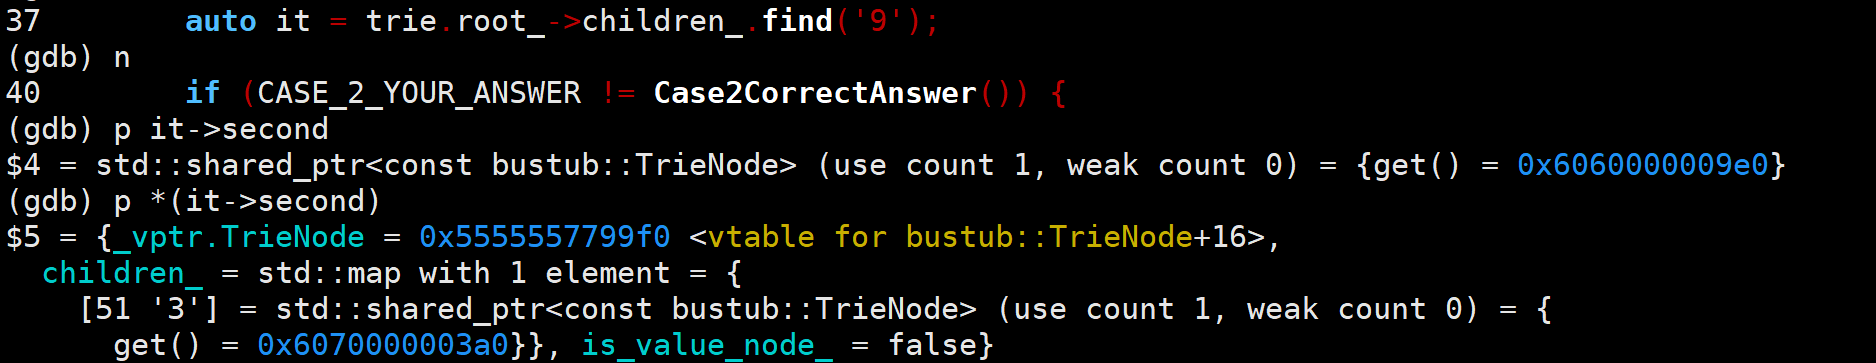 37        auto it = trie.root_->children_.find('9');
(gdb) n
40        if (CASE_2_YOUR_ANSWER != Case2CorrectAnswer()) {
(gdb) p it->second
$4 = std::shared_ptr<const bustub::TrieNode> (use count 1, weak count 0) = {get() = 0x6060000009e0}
(gdb) p *(it->second)
$5 = {_vptr.TrieNode = 0x5555557799f0 <vtable for bustub::TrieNode+16>,
  children_ = std::map with 1 element = {
    [51 '3'] = std::shared_ptr<const bustub::TrieNode> (use count 1, weak count 0) = {
      get() = 0x6070000003a0}}, is_value_node_ = false}